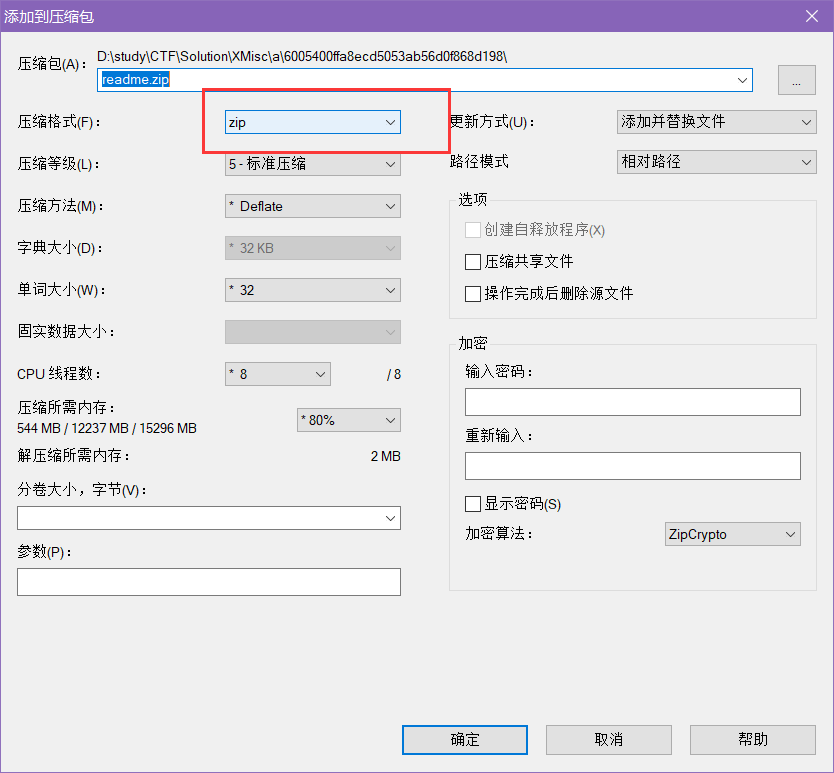 添加到压缩包
压缩包(A)： D:\study\CTF\Solution\XMisc\a\6005400ffa8ecd5053ab56d0f868d198\
readme.zip ...
压缩格式(F)： zip 更新方式(U)： 添加并替换文件
压缩等级(L)： 5 - 标准压缩 路径模式 相对路径
压缩方法(M)： * Deflate 选项
创建自释放程序(X)
字典大小(D)： * 32 KB 压缩共享文件
单词大小(W)： * 32 操作完成后删除源文件
固实数据大小： 加密
CPU 线程数： * 8 / 8 输入密码：
压缩所需内存：
544 MB / 12237 MB / 15296 MB * 80% 重新输入：
解压缩所需内存： 2 MB
分卷大小，字节(V)： 显示密码(S)
加密算法： ZipCrypto
参数(P)：
确定 取消 帮助